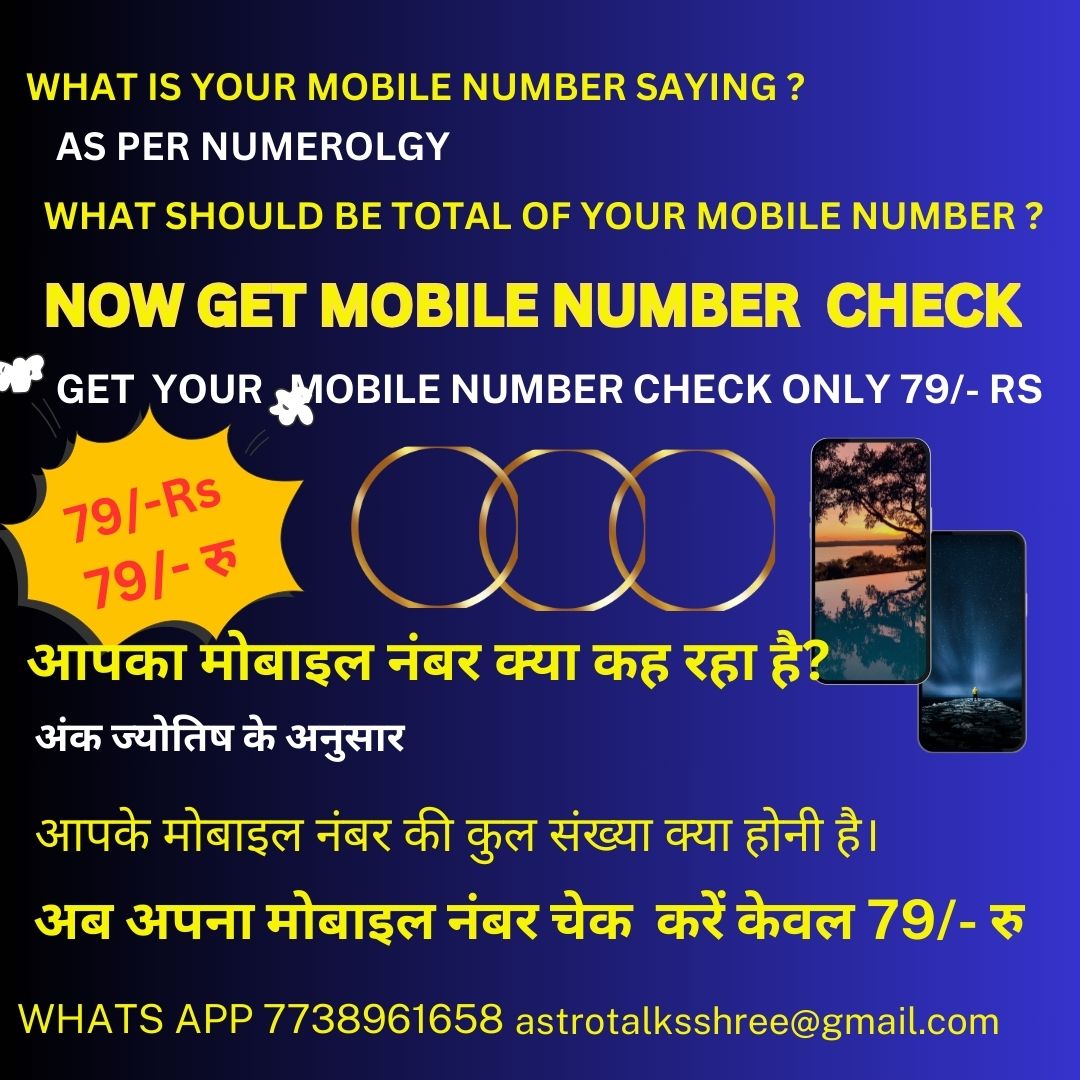 WHAT IS YOUR MOBILE NUMBER SAYING ?
AS PER NUMEROLGY
WHAT SHOULD BE TOTAL OF YOUR MOBILE NUMBER ?
NOW GET MOBILE NUMBER CHECK
GET YOUR MOBILE NUMBER CHECK ONLY 79/- RS
79/-Rs
79/- रु
आपका मोबाइल नंबर क्या कह रहा है?
अंक ज्योतिष के अनुसार
आपके मोबाइल नंबर की कुल संख्या क्या होनी है।
अब अपना मोबाइल नंबर चेक करें केवल 79/- रु
WHATS APP 7738961658 astrotalksshree@gmail.com